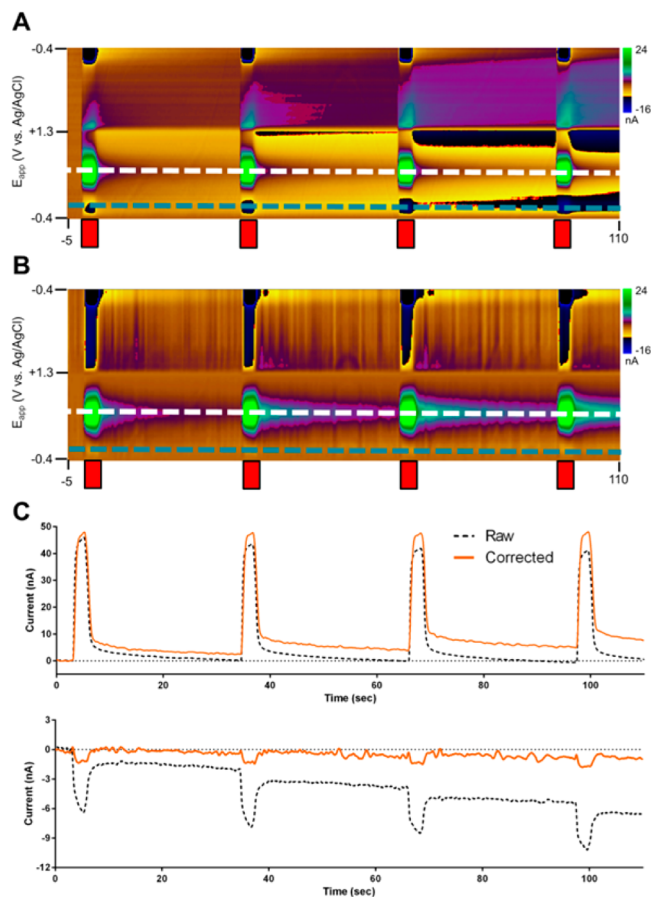 A
-0.4
+1.3
-0.4
E app (V vs. Ag/AgCl)
24
-16
nA
-5
110
B
-0.4
+1.3
-0.4
E app (V vs. Ag/AgCl)
24
-16
nA
-5
110
C
50
40
30
20
10
0
Current (nA)
Raw
Corrected
0 20 40 60 80 100
Time (sec)
3
0
-3
-6
-9
-12
Current (nA)
0 20 40 60 80 100
Time (sec)